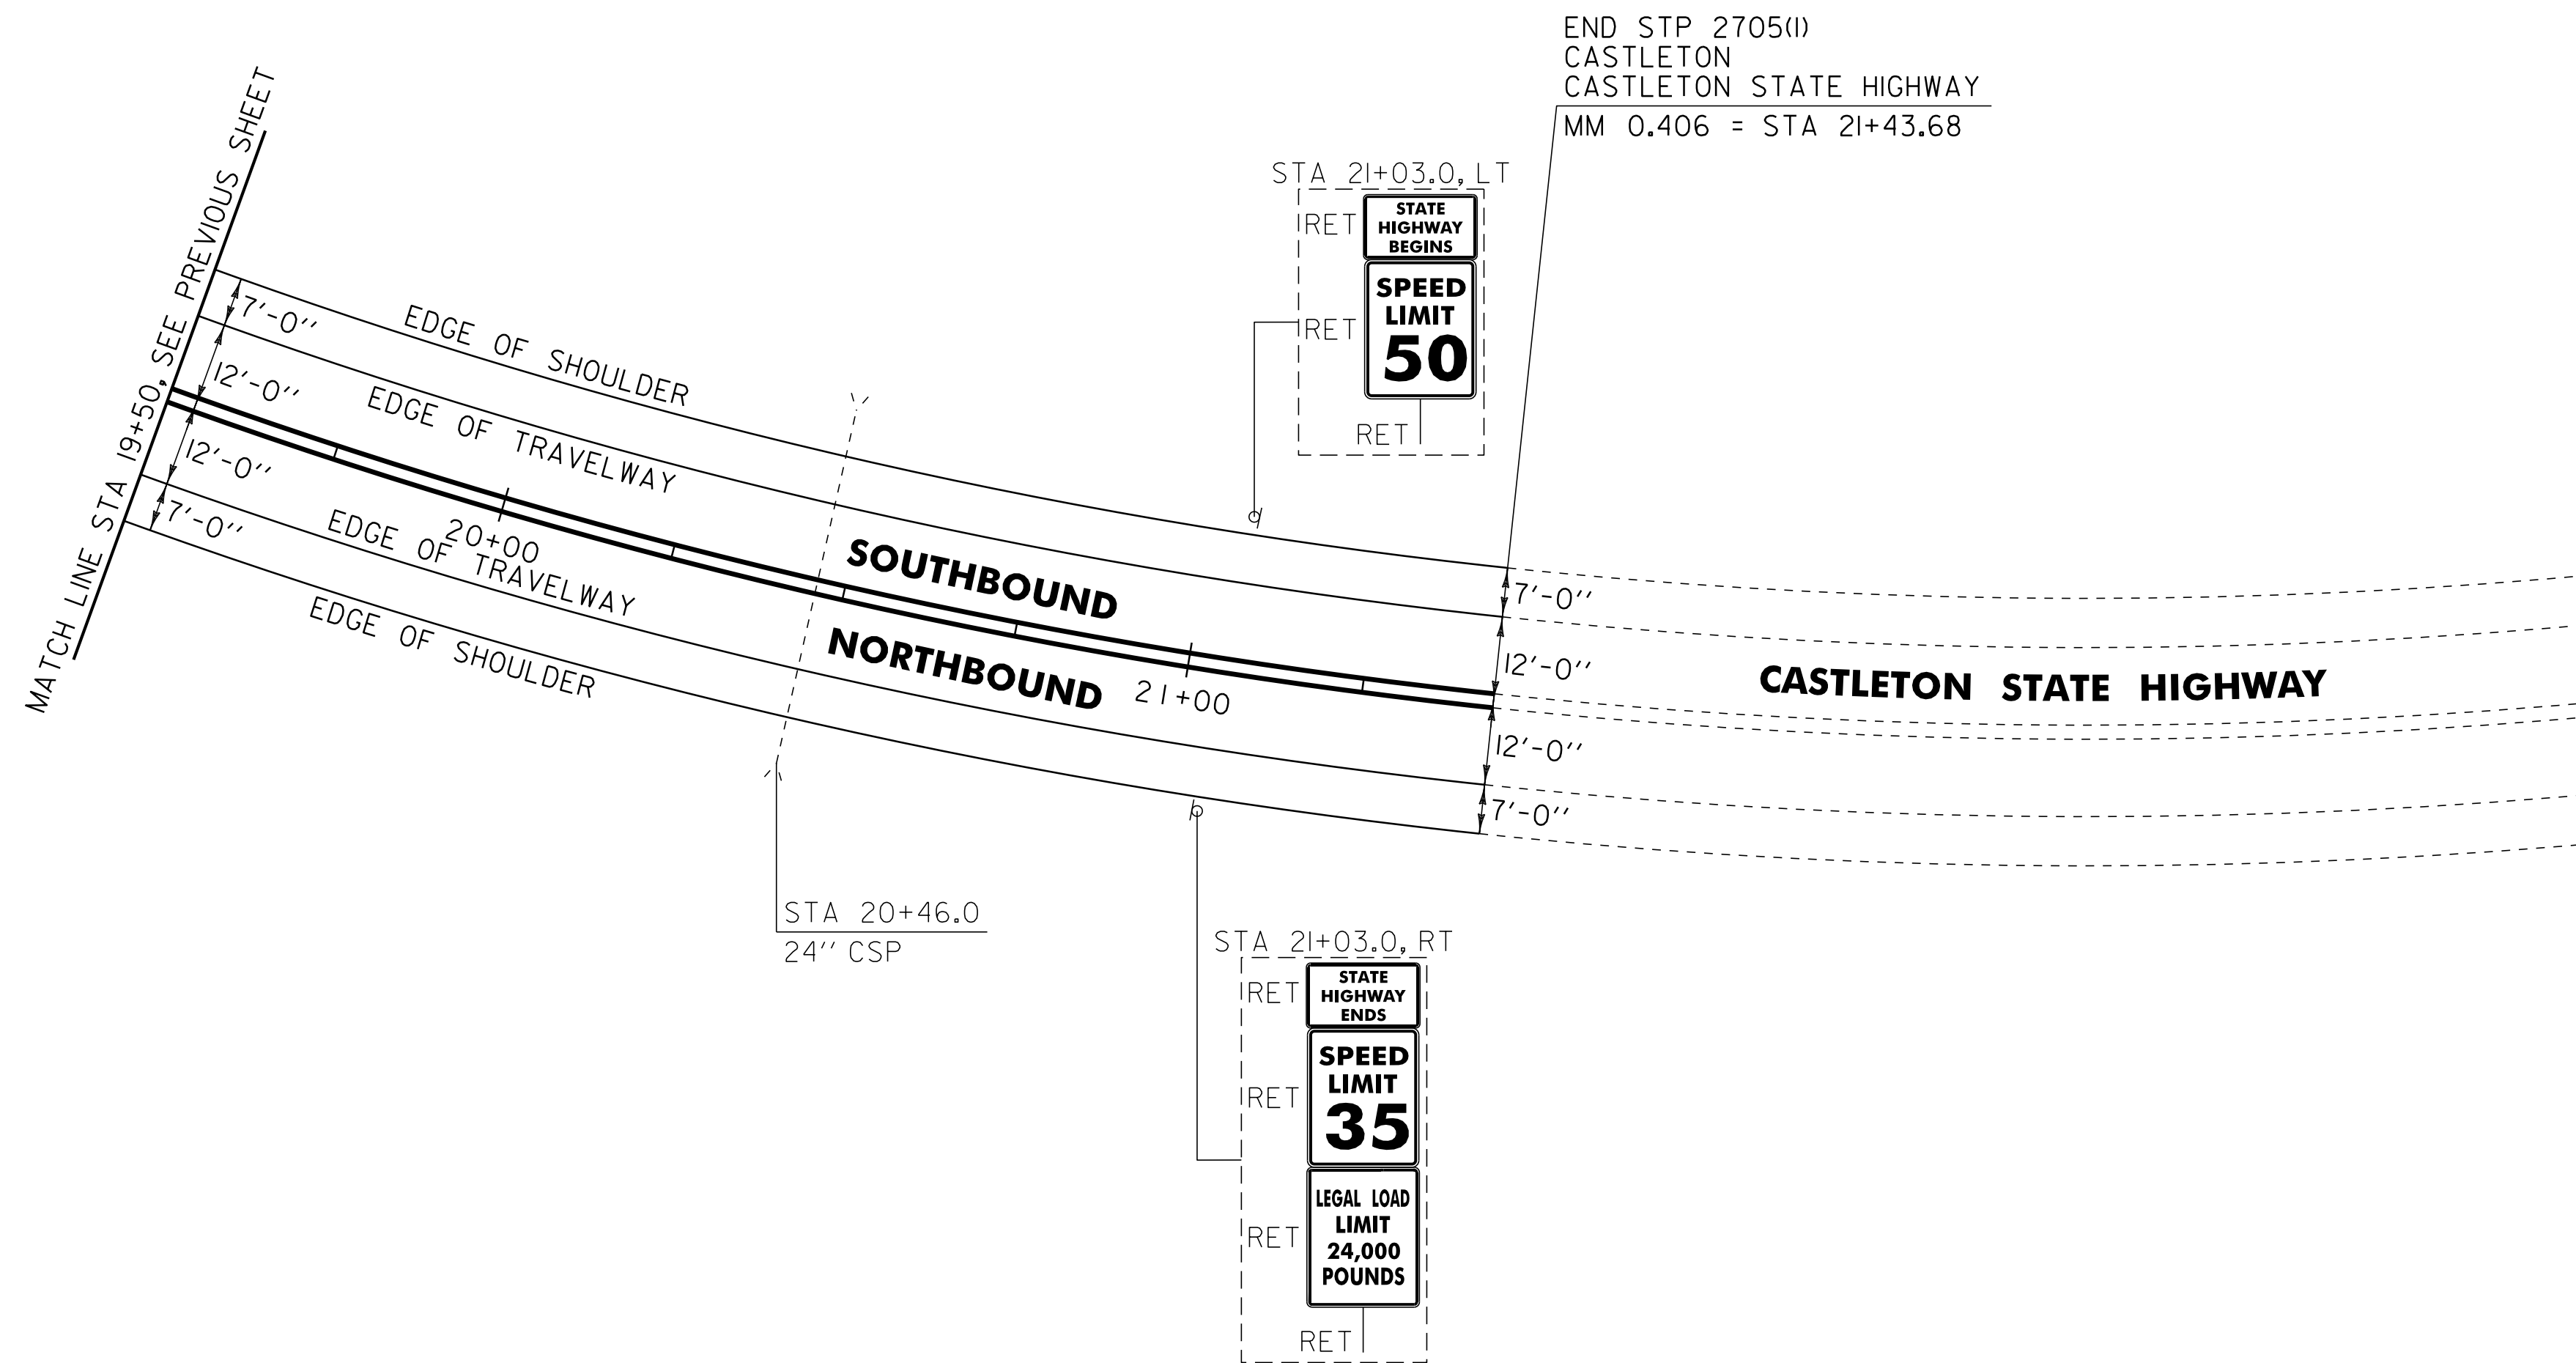 END STP 2705(1)
CASTLETON
CASTLETON STATE HIGHWAY
MM 0.406 = STA 21+43.68
MATCH LINE STA 19+50, SEE PREVIOUS SHEET
STA 21+03.0, LT
RET
STATE
HIGHWAY
BEGINS
RET
SPEED
LIMIT
50
RET
7'-0"
12'-0"
12'-0"
7'-0"
EDGE OF SHOULDER
EDGE OF TRAVELWAY
20+00
EDGE OF TRAVELWAY
EDGE OF SHOULDER
SOUTHBOUND
NORTHBOUND
21+00
7'-0"
12'-0"
12'-0"
7'-0"
CASTLETON STATE HIGHWAY
STA 20+46.0
24" CSP
STA 21+03.0, RT
RET
STATE
HIGHWAY
ENDS
RET
SPEED
LIMIT
35
RET
LEGAL LOAD
LIMIT
24,000
POUNDS
RET